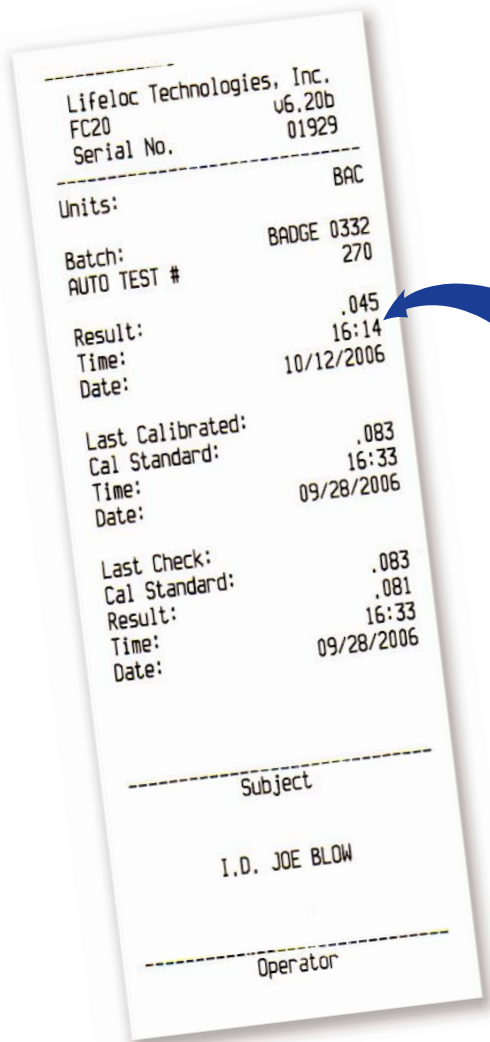 Lifeloc Technologies, Inc.
FC20 v6.20b
Serial No. 01929
Units: BAC
Batch: BADGE 0332
AUTO TEST # 270
Result: .045
Time: 16:14
Date: 10/12/2006
Last Calibrated:
Cal Standard: .083
Time: 16:33
Date: 09/28/2006
Last Check:
Cal Standard: .083
Result: .081
Time: 16:33
Date: 09/28/2006
Subject
I.D. JOE BLOW
Operator